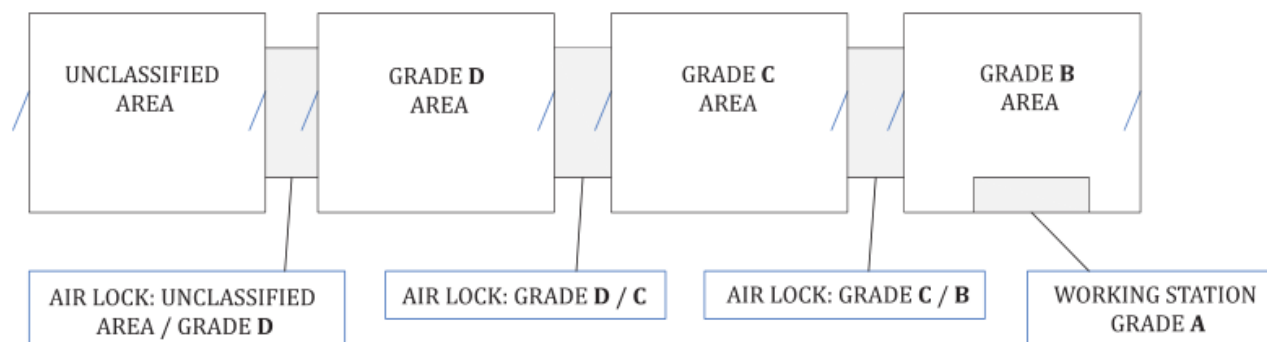 UNCLASSIFIED
AREA
GRADE D
AREA
GRADE C
AREA
GRADE B
AREA
AIR LOCK: UNCLASSIFIED
AREA / GRADE D
AIR LOCK: GRADE D / C
AIR LOCK: GRADE C / B
WORKING STATION
GRADE A